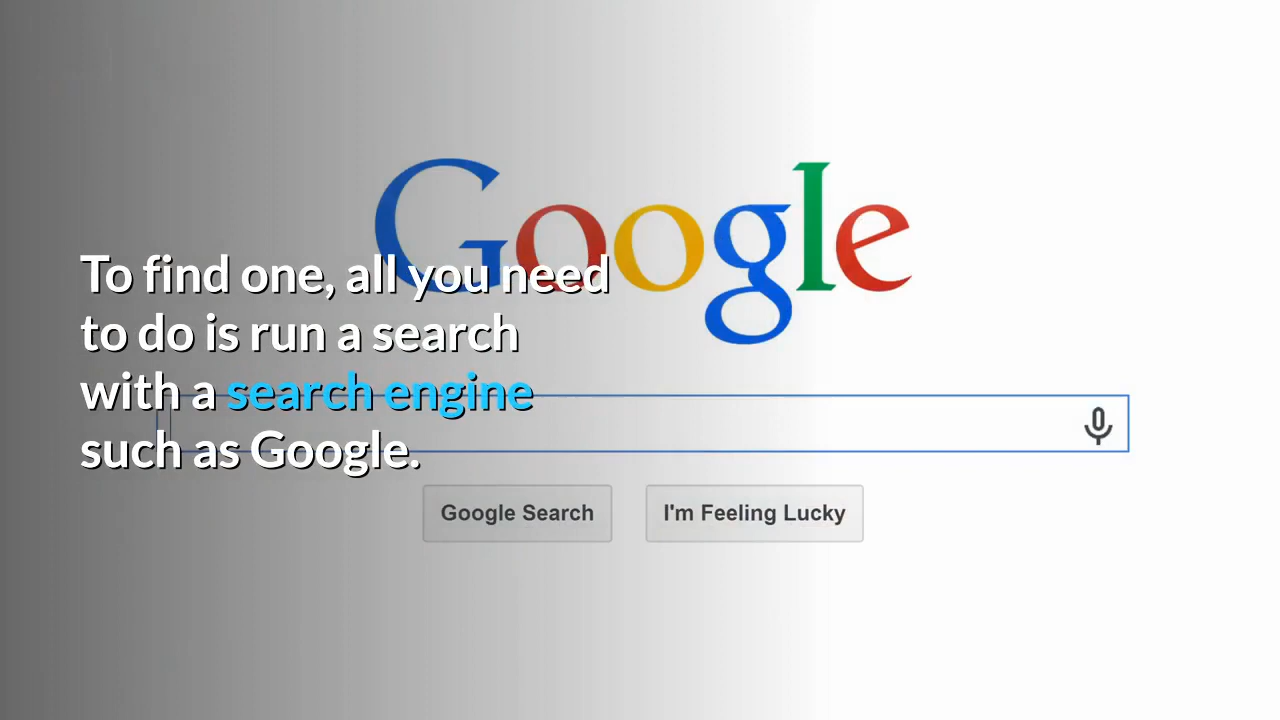 Google
To find one, all you need
to do is run a search
with a search engine
such as Google.
Google Search
I'm Feeling Lucky